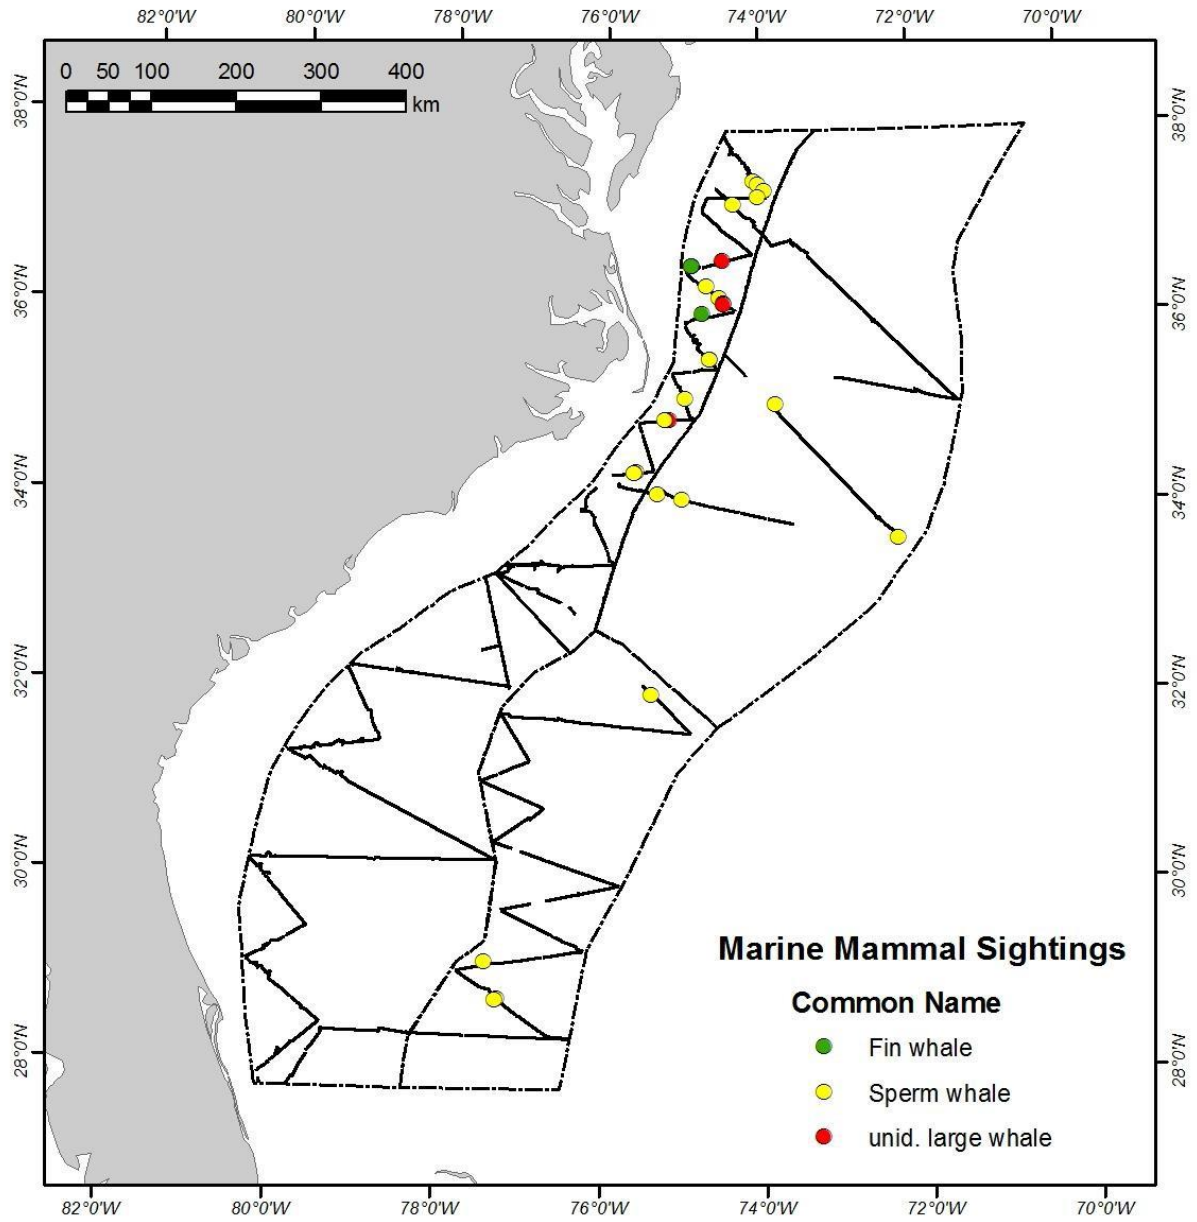 82°0'W 80°0'W 78°0'W 76°0'W 74°0'W 72°0'W 70°0'W
0 50 100 200 300 400
km
38°0'N 38°0'N
36°0'N 36°0'N
34°0'N 34°0'N
32°0'N 32°0'N
30°0'N 30°0'N
Marine Mammal Sightings
Common Name
Fin whale
28°0'N 28°0'N
Sperm whale
unid. large whale
82°0'W 80°0'W 78°0'W 76°0'W 74°0'W 72°0'W 70°0'W